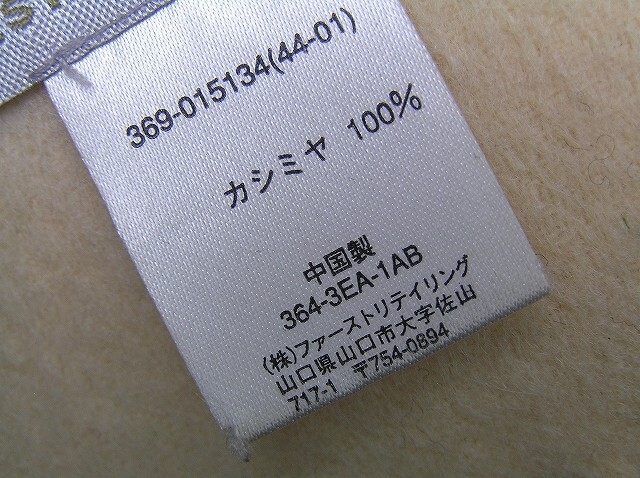 369-015134(44-01)
カシミヤ 100%
中国製
364-3EA-1AB
(株)ファーストリテイリング
山口県山口市大字佐山
717-1 〒754-0894